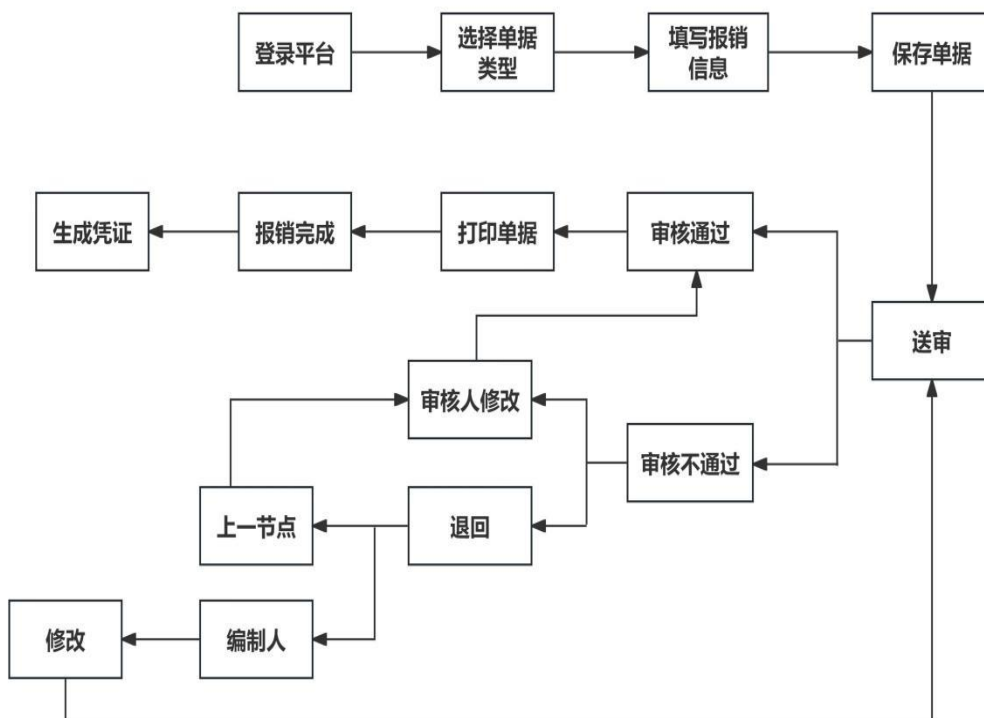 登录平台
选择单据
类型
填写报销
信息
保存单据
生成凭证
报销完成
打印单据
审核通过
送审
审核人修改
审核不通过
上一节点
退回
修改
编制人